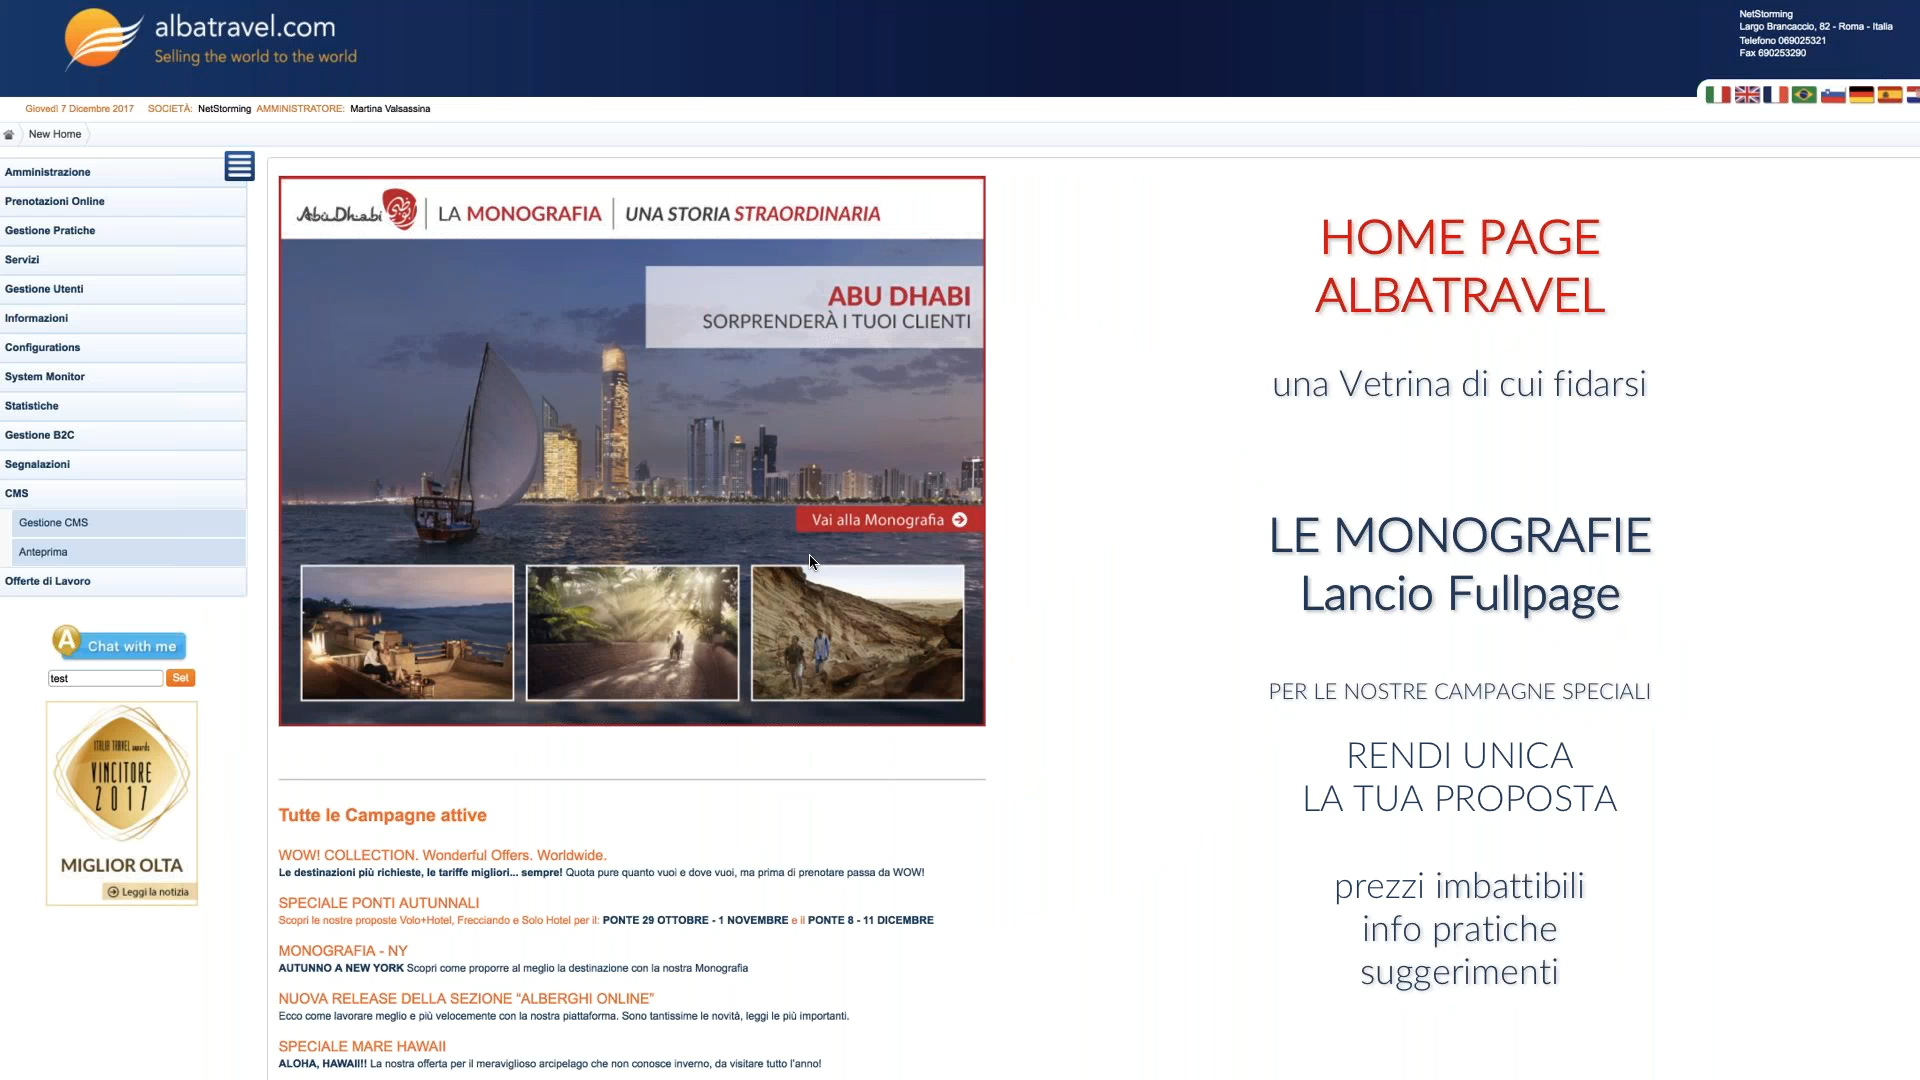 albatravel.com
Selling the world to the world
NetStorming
Largo Brancaccio, 82 - Roma - Italia
Telefono 069025321
Fax 690253290
Giovedì 7 Dicembre 2017 SOCIETÀ: NetStorming AMMINISTRATORE: Martina Valsassina
New Home
Amministrazione
Prenotazioni Online
Gestione Pratiche
Servizi
Gestione Utenti
Informazioni
Configurations
System Monitor
Statistiche
Gestione B2C
Segnalazioni
CMS
Gestione CMS
Anteprima
Offerte di Lavoro
A Chat with me
test Set
ITALIA TRAVEL awards
VINCITORE
2017
MIGLIOR OLTA
Leggi la notizia
Abu Dhabi | LA MONOGRAFIA | UNA STORIA STRAORDINARIA
ABU DHABI
SORPRENDERÀ I TUOI CLIENTI
Vai alla Monografia
Tutte le Campagne attive
WOW! COLLECTION. Wonderful Offers. Worldwide.
Le destinazioni più richieste, le tariffe migliori... sempre! Quota pure quanto vuoi e dove vuoi, ma prima di prenotare passa da WOW!
SPECIALE PONTI AUTUNNALI
Scopri le nostre proposte Volo+Hotel, Frecciando e Solo Hotel per il: PONTE 29 OTTOBRE - 1 NOVEMBRE e il PONTE 8 - 11 DICEMBRE
MONOGRAFIA - NY
AUTUNNO A NEW YORK Scopri come proporre al meglio la destinazione con la nostra Monografia
NUOVA RELEASE DELLA SEZIONE “ALBERGHI ONLINE”
Ecco come lavorare meglio e più velocemente con la nostra piattaforma. Sono tantissime le novità, leggi le più importanti.
SPECIALE MARE HAWAII
ALOHA, HAWAII!! La nostra offerta per il meraviglioso arcipelago che non conosce inverno, da visitare tutto l'anno!
HOME PAGE
ALBATRAVEL
una Vetrina di cui fidarsi
LE MONOGRAFIE
Lancio Fullpage
PER LE NOSTRE CAMPAGNE SPECIALI
RENDI UNICA
LA TUA PROPOSTA
prezzi imbattibili
info pratiche
suggerimenti